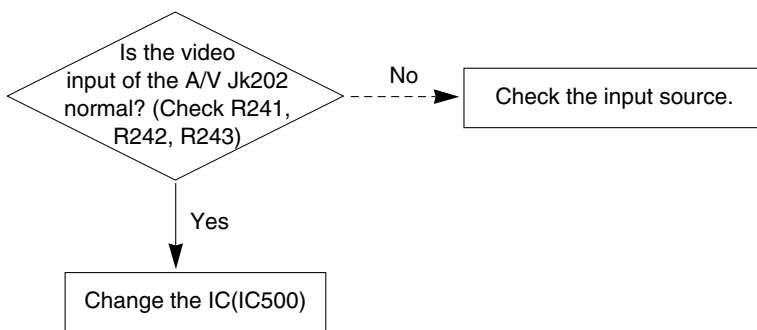 Is the video
input of the A/V Jk202
normal? (Check R241,
R242, R243)
No
Check the input source.
Yes
Change the IC(IC500)